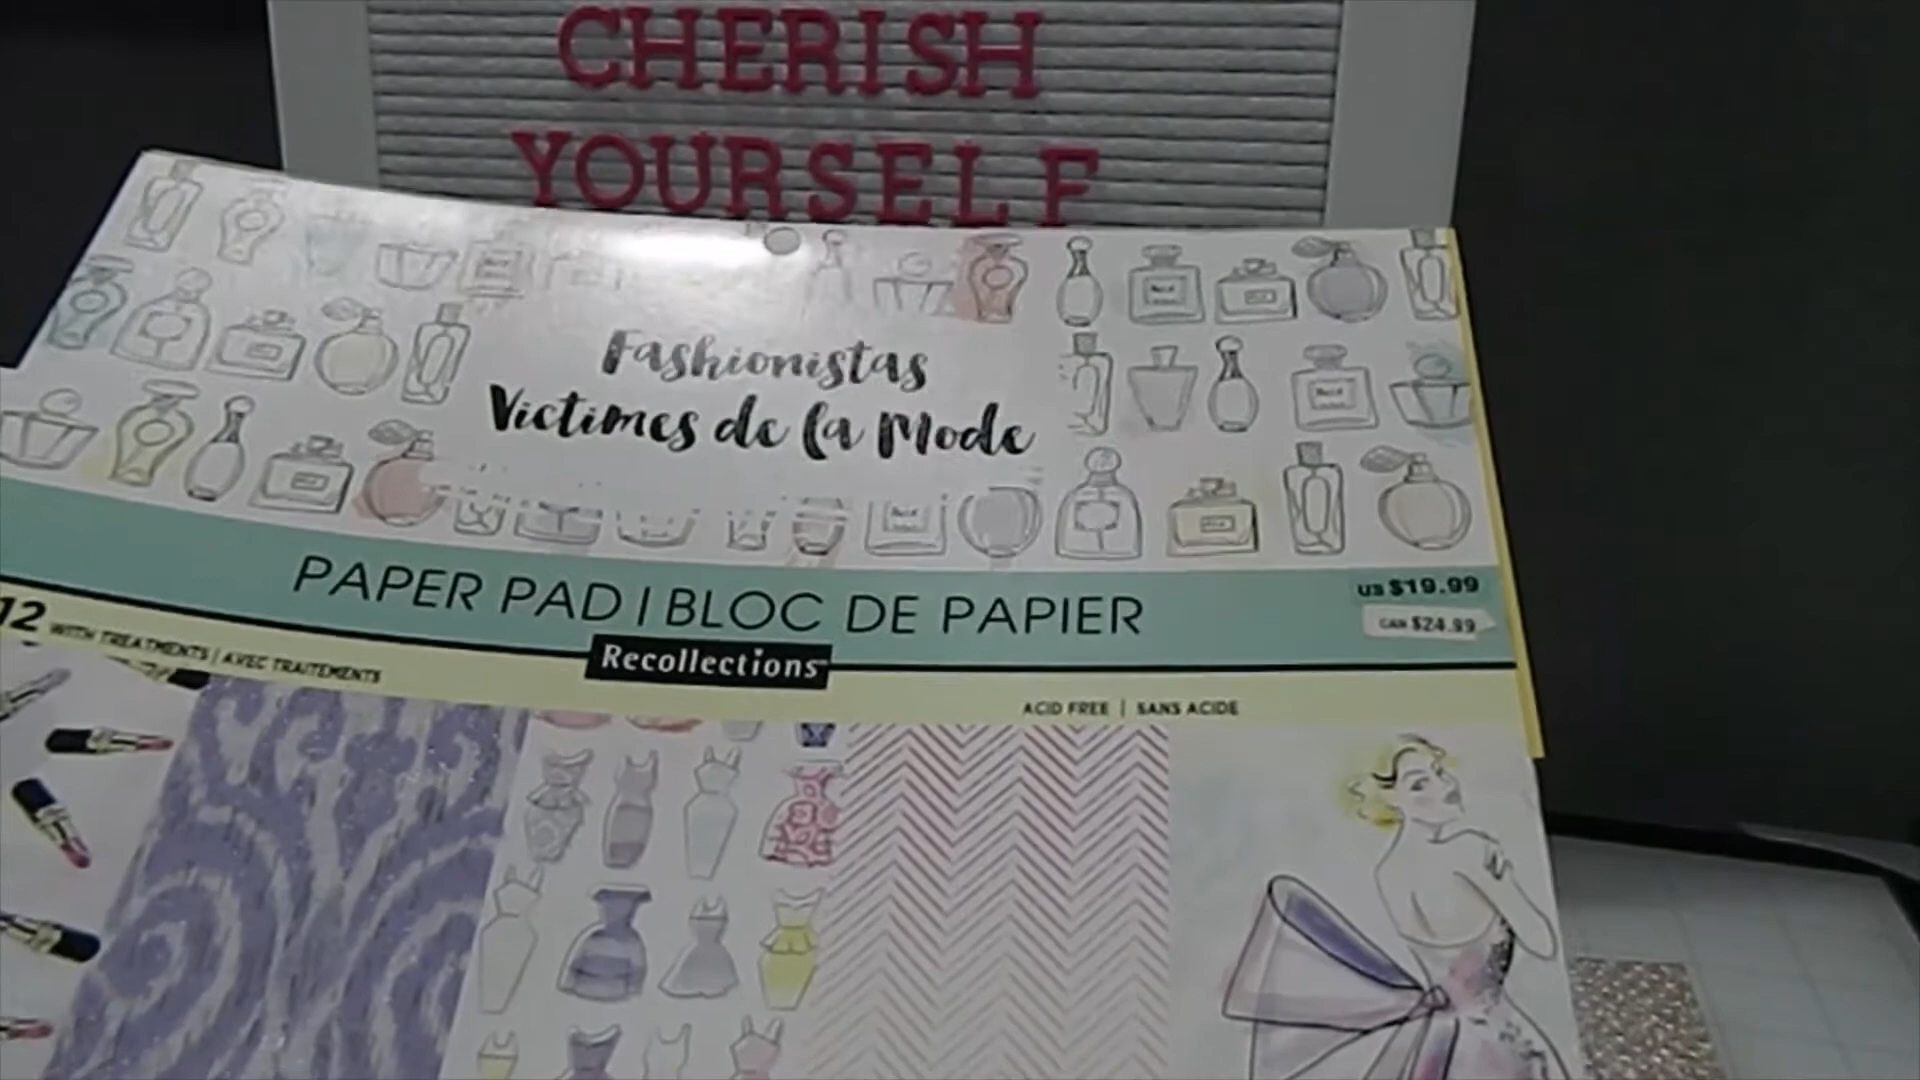 CHERISH
YOURSELF
Fashionistas
Victimes de la Mode
PAPER PAD | BLOC DE PAPIER
US $19.99
CAN $24.99
12 WITH TREATMENTS | AVEC TRAITEMENTS
Recollections
ACID FREE | SANS ACIDE